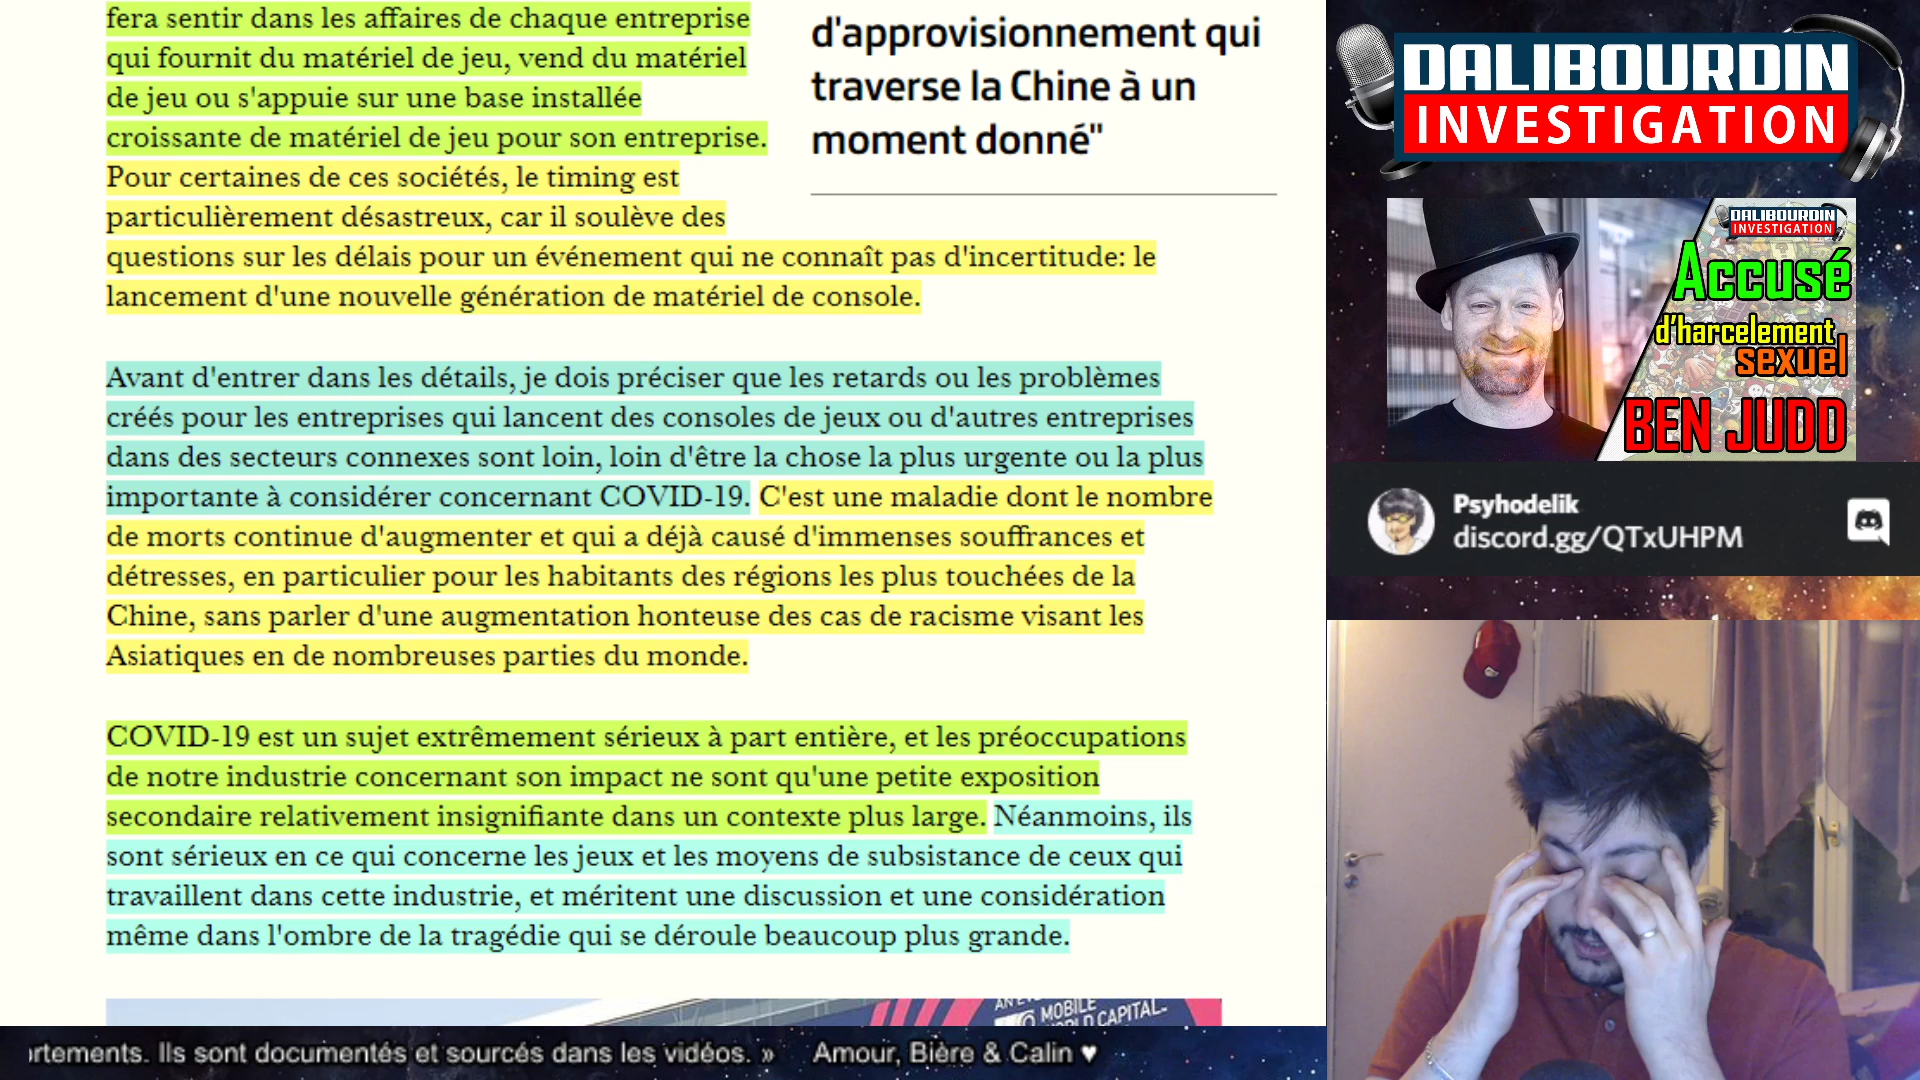 fera sentir dans les affaires de chaque entreprise
qui fournit du matériel de jeu, vend du matériel
de jeu ou s'appuie sur une base installée
croissante de matériel de jeu pour son entreprise.
Pour certaines de ces sociétés, le timing est
particulièrement désastreux, car il soulève des
questions sur les délais pour un événement qui ne connaît pas d'incertitude: le
lancement d'une nouvelle génération de matériel de console.
d'approvisionnement qui
traverse la Chine à un
moment donné"
Avant d'entrer dans les détails, je dois préciser que les retards ou les problèmes
créés pour les entreprises qui lancent des consoles de jeux ou d'autres entreprises
dans des secteurs connexes sont loin, loin d'être la chose la plus urgente ou la plus
importante à considérer concernant COVID-19. C'est une maladie dont le nombre
de morts continue d'augmenter et qui a déjà causé d'immenses souffrances et
détresses, en particulier pour les habitants des régions les plus touchées de la
Chine, sans parler d'une augmentation honteuse des cas de racisme visant les
Asiatiques en de nombreuses parties du monde.
COVID-19 est un sujet extrêmement sérieux à part entière, et les préoccupations
de notre industrie concernant son impact ne sont qu'une petite exposition
secondaire relativement insignifiante dans un contexte plus large. Néanmoins, ils
sont sérieux en ce qui concerne les jeux et les moyens de subsistance de ceux qui
travaillent dans cette industrie, et méritent une discussion et une considération
même dans l'ombre de la tragédie qui se déroule beaucoup plus grande.
MOBILE
WORLD CAPITAL
DALIBOURDIN
INVESTIGATION
DALIBOURDIN
INVESTIGATION
Accusé
d'harcelement
sexuel
BEN JUDD
Psyhodelik
discord.gg/QTxUHPM
rtements. Ils sont documentés et sourcés dans les vidéos. » Amour, Bière & Calin ♥